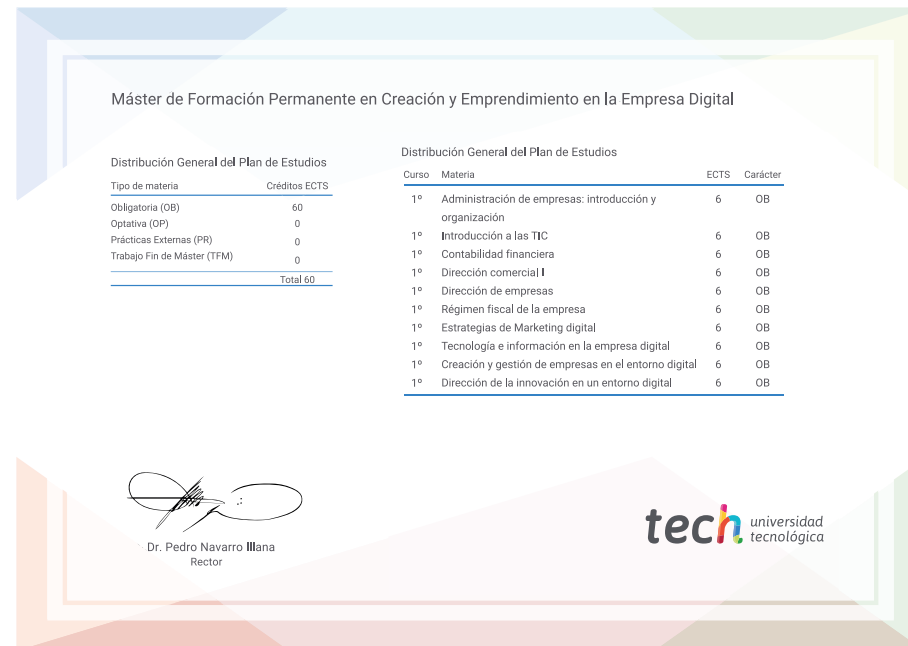 Máster de Formación Permanente en Creación y Emprendimiento en la Empresa Digital
Distribución General del Plan de Estudios
Tipo de materia Créditos ECTS
Obligatoria (OB) 60
Optativa (OP) 0
Prácticas Externas (PR) 0
Trabajo Fin de Máster (TFM) 0
Total 60
Distribución General del Plan de Estudios
Curso Materia ECTS Carácter
1º Administración de empresas: introducción y 6 OB
organización
1º Introducción a las TIC 6 OB
1º Contabilidad financiera 6 OB
1º Dirección comercial I 6 OB
1º Dirección de empresas 6 OB
1º Régimen fiscal de la empresa 6 OB
1º Estrategias de Marketing digital 6 OB
1º Tecnología e información en la empresa digital 6 OB
1º Creación y gestión de empresas en el entorno digital 6 OB
1º Dirección de la innovación en un entorno digital 6 OB
Dr. Pedro Navarro Illana
Rector
tech universidad
tecnológica